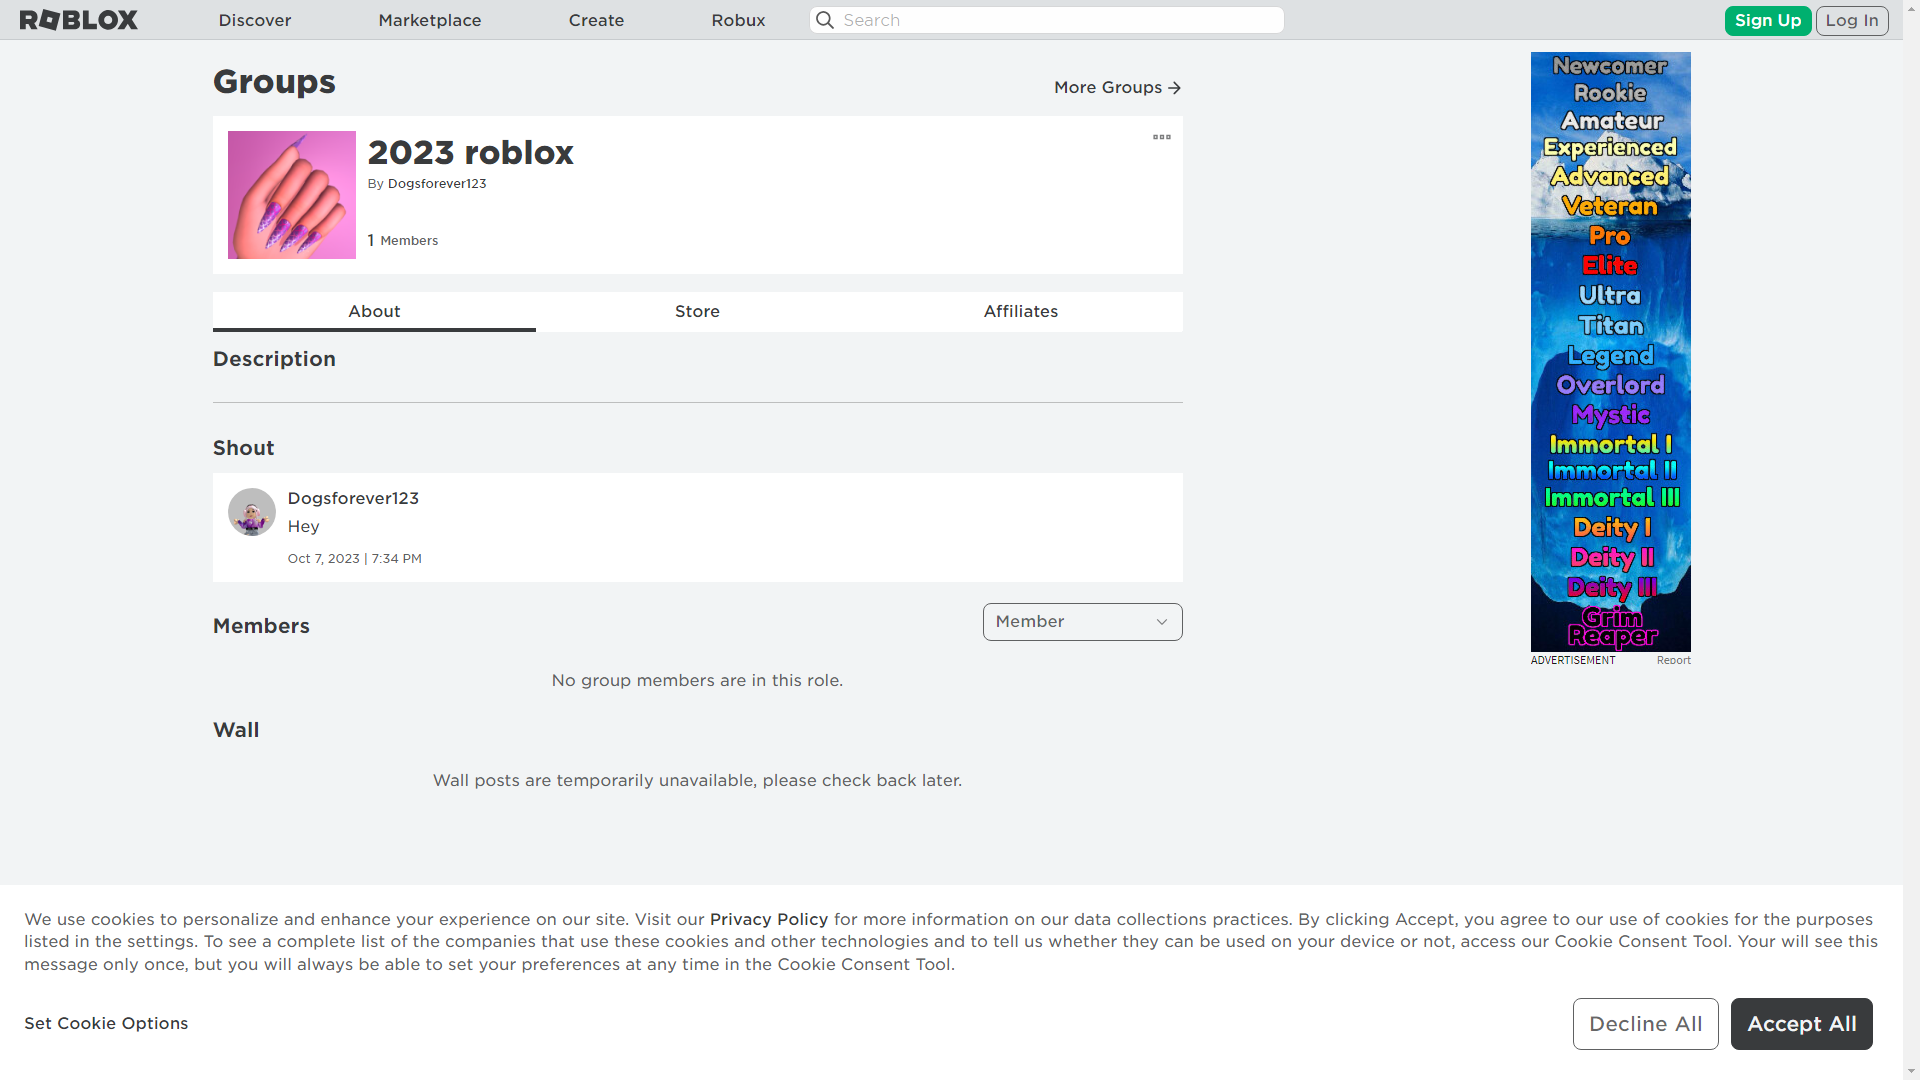 ROBLOX
Discover
Marketplace
Create
Robux
Search
Sign Up
Log In
Groups
More Groups
2023 roblox
By Dogsforever123
1 Members
About
Store
Affiliates
Description
Shout
Dogsforever123
Hey
Oct 7, 2023 | 7:34 PM
Members
Member
No group members are in this role.
Wall
Wall posts are temporarily unavailable, please check back later.
Newcomer
Rookie
Amateur
Experienced
Advanced
Veteran
Pro
Elite
Ultra
Titan
Legend
Overlord
Mystic
Immortal I
Immortal II
Immortal III
Deity I
Deity II
Deity III
Grim
Reaper
ADVERTISEMENT
Report
We use cookies to personalize and enhance your experience on our site. Visit our Privacy Policy for more information on our data collections practices. By clicking Accept, you agree to our use of cookies for the purposes
listed in the settings. To see a complete list of the companies that use these cookies and other technologies and to tell us whether they can be used on your device or not, access our Cookie Consent Tool. Your will see this
message only once, but you will always be able to set your preferences at any time in the Cookie Consent Tool.
Set Cookie Options
Decline All
Accept All